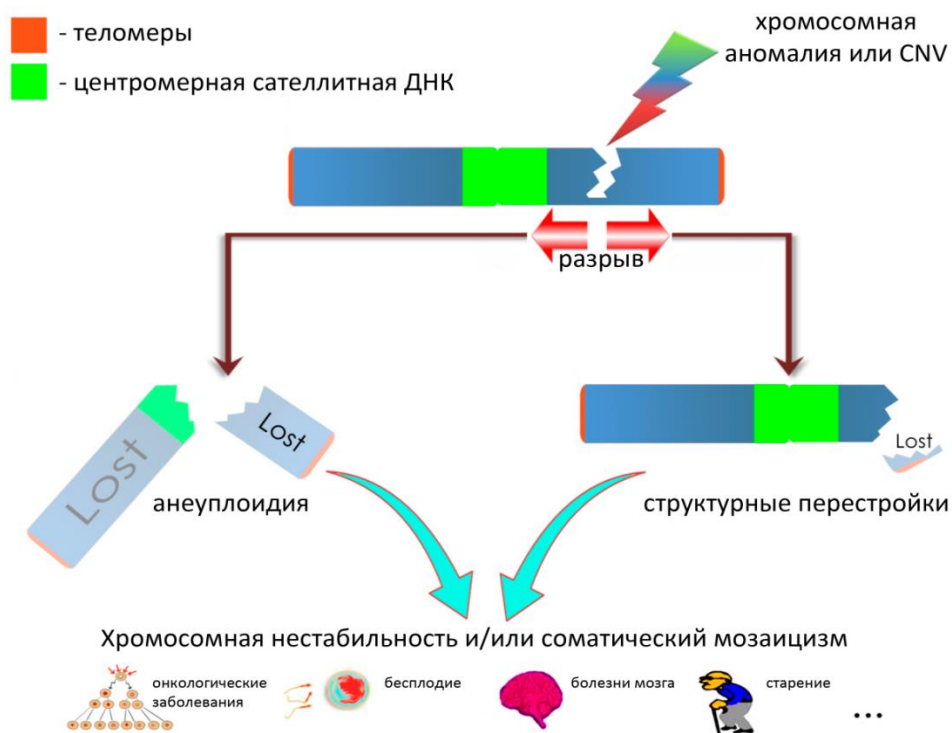 - теломеры
- центромерная сателлитная ДНК
хромосомная
аномалия или CNV
разрыв
Lost
Lost
анеуплоидия
Lost
структурные перестройки
Хромосомная нестабильность и/или соматический мозаицизм
онкологические
заболевания
бесплодие
болезни мозга
старение
...